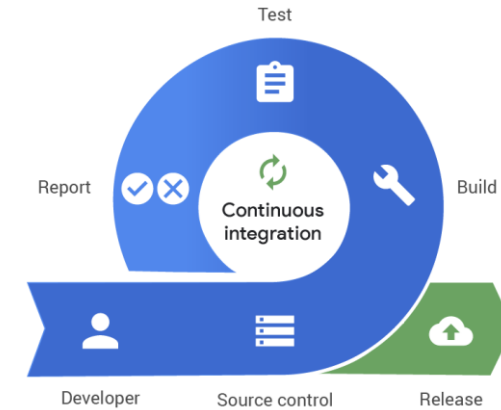 Test
Report
Continuous
integration
Build
Developer
Source control
Release